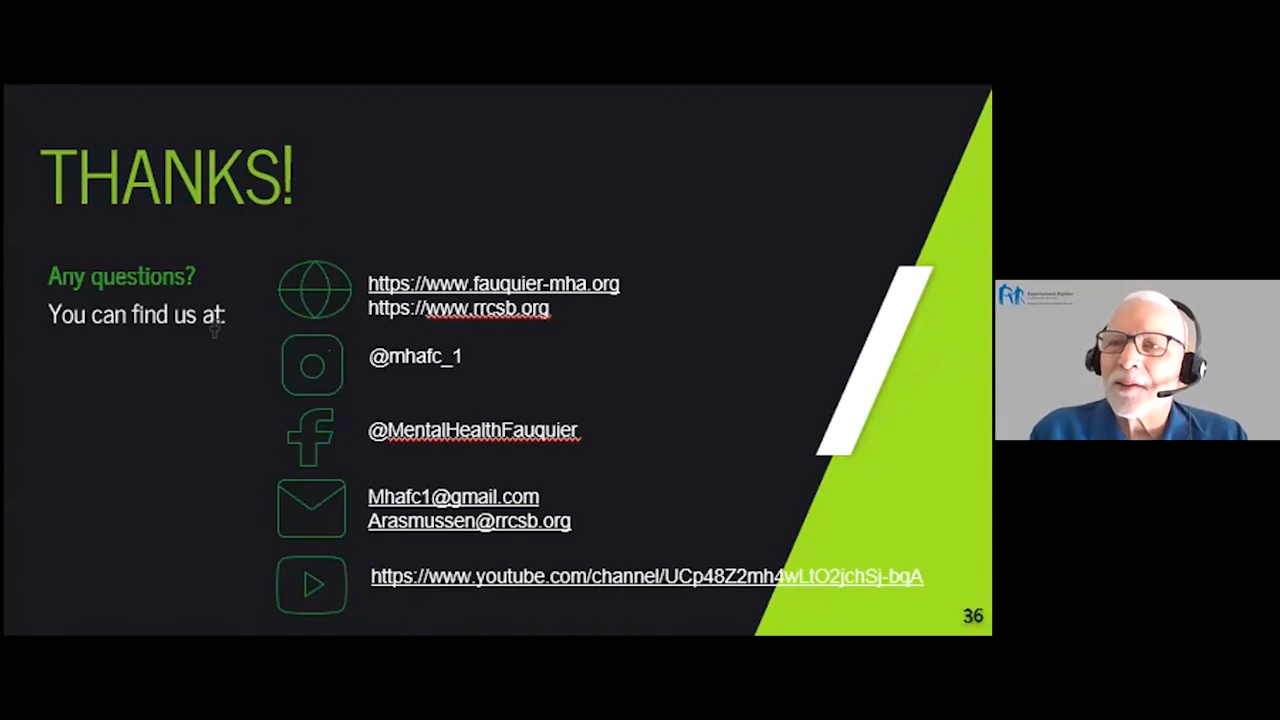 THANKS!
Any questions?
You can find us at:
https://www.fauquier-mha.org
https://www.rrcsb.org
@mhafc_1
@MentalHealthFauquier
Mhafc1@gmail.com
Arasmussen@rrcsb.org
https://www.youtube.com/channel/UCp48Z2mh4wLtO2jchSj-bqA
36